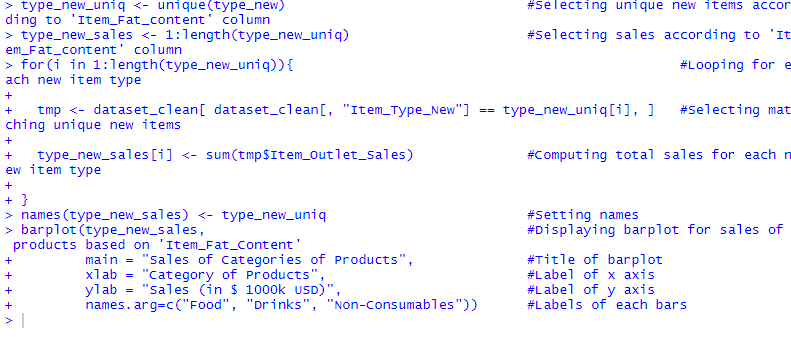 > type_new_uniq <- unique(type_new)                              #Selecting unique new items accor
ding to 'Item_Fat_content' column
> type_new_sales <- 1:length(type_new_uniq)                      #Selecting sales according to 'It
em_Fat_content' column
> for(i in 1:length(type_new_uniq)){                                                #Looping for e
ach new item type
+
+   tmp <- dataset_clean[ dataset_clean[, "Item_Type_New"] == type_new_uniq[i], ]   #Selecting mat
ching unique new items
+
+   type_new_sales[i] <- sum(tmp$Item_Outlet_Sales)              #Computing total sales for each n
ew item type
+
+ }
> names(type_new_sales) <- type_new_uniq                         #Setting names
> barplot(type_new_sales,                                        #Displaying barplot for sales of
 products based on 'Item_Fat_Content'
+         main = "Sales of Categories of Products",              #Title of barplot
+         xlab = "Category of Products",                         #Label of x axis
+         ylab = "Sales (in $ 1000k USD)",                       #Label of y axis
+         names.arg=c("Food", "Drinks", "Non-Consumables"))      #Labels of each bars
>